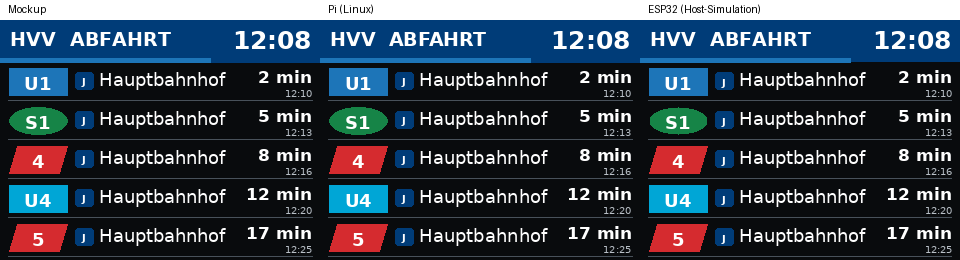 Mockup
HVV ABFAHRT 12:08
U1 J Hauptbahnhof 2 min
12:10
S1 J Hauptbahnhof 5 min
12:13
4 J Hauptbahnhof 8 min
12:16
U4 J Hauptbahnhof 12 min
12:20
5 J Hauptbahnhof 17 min
12:25
Pi (Linux)
HVV ABFAHRT 12:08
U1 J Hauptbahnhof 2 min
12:10
S1 J Hauptbahnhof 5 min
12:13
4 J Hauptbahnhof 8 min
12:16
U4 J Hauptbahnhof 12 min
12:20
5 J Hauptbahnhof 17 min
12:25
ESP32 (Host-Simulation)
HVV ABFAHRT 12:08
U1 J Hauptbahnhof 2 min
12:10
S1 J Hauptbahnhof 5 min
12:13
4 J Hauptbahnhof 8 min
12:16
U4 J Hauptbahnhof 12 min
12:20
5 J Hauptbahnhof 17 min
12:25